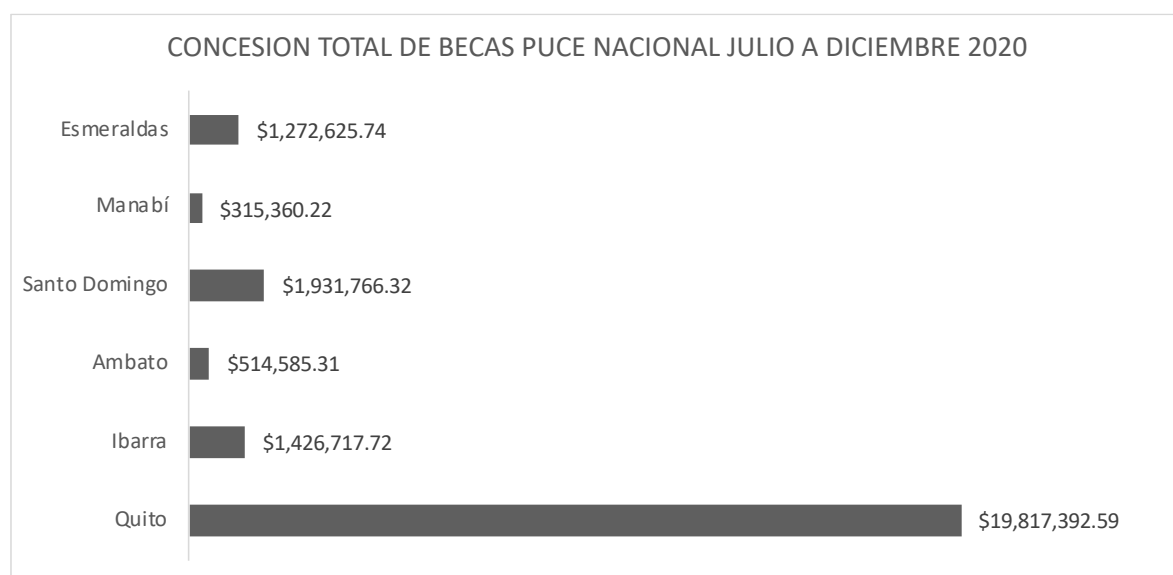 CONCESION TOTAL DE BECAS PUCE NACIONAL JULIO A DICIEMBRE 2020
Esmeraldas $1,272,625.74
Manabí $315,360.22
Santo Domingo $1,931,766.32
Ambato $514,585.31
Ibarra $1,426,717.72
Quito $19,817,392.59